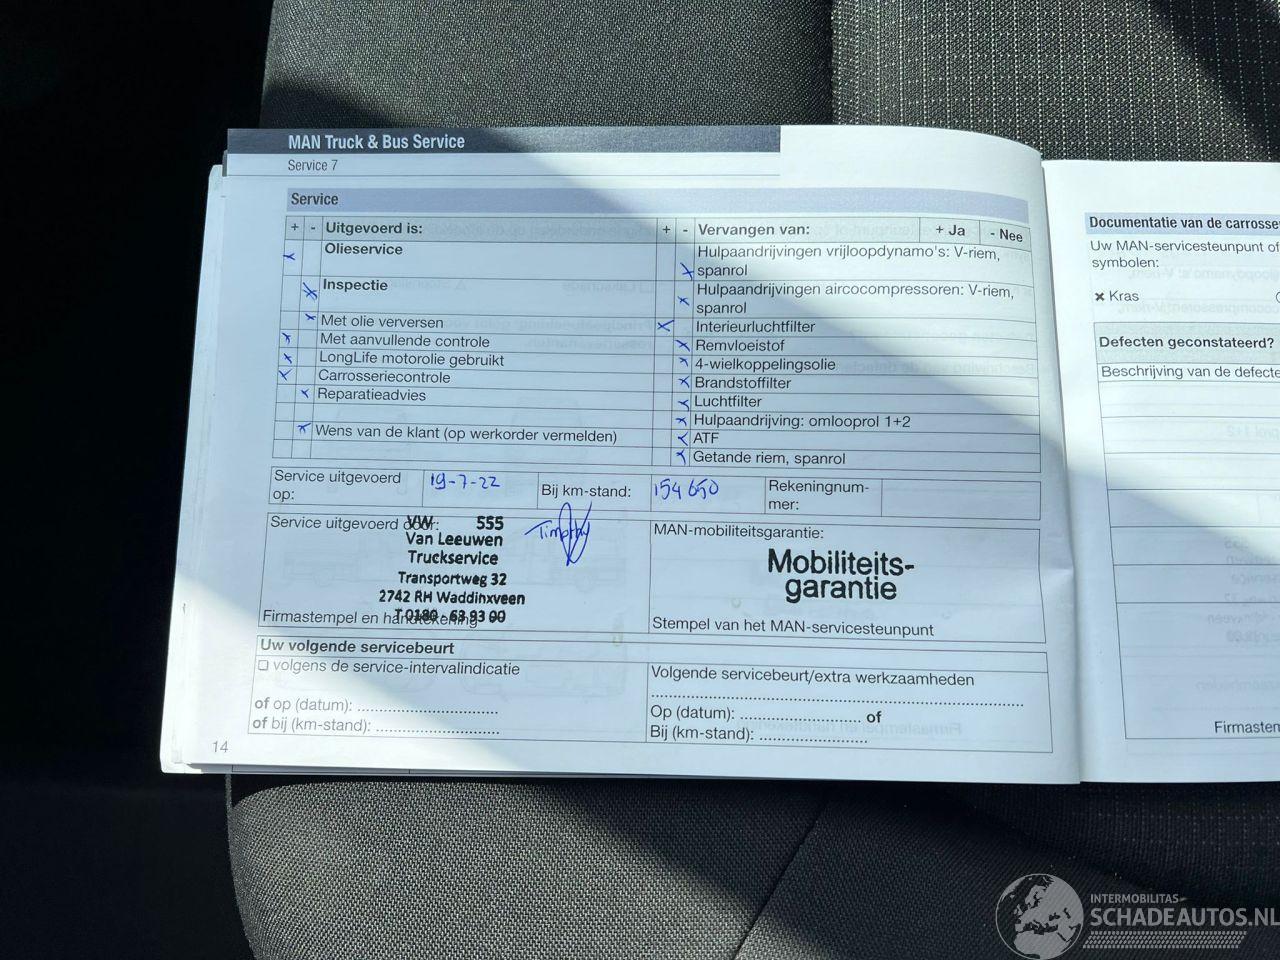 MAN Truck & Bus Service
Service 7
Service
+ - Uitgevoerd is:
Olieservice
Inspectie
Met olie verversen
Met aanvullende controle
LongLife motorolie gebruikt
Carrosseriecontrole
Reparatieadvies
Wens van de klant (op werkorder vermelden)
+ - Vervangen van: + Ja - Nee
Hulpaandrijvingen vrijloopdynamo's: V-riem,
spanrol
Hulpaandrijvingen aircocompressoren: V-riem,
spanrol
Interieurluchtfilter
Remvloeistof
4-wielkoppelingsolie
Brandstoffilter
Luchtfilter
Hulpaandrijving: omlooprol 1+2
ATF
Getande riem, spanrol
Service uitgevoerd
op:
19-7-22
Bij km-stand:
154650
Rekeningnum-
mer:
Service uitgevoerd door:
VW 555
Van Leeuwen
Truckservice
Transportweg 32
2742 RH Waddinxveen
T 0180 - 63 93 00
Timothy
Firmastempel en handtekening
MAN-mobiliteitsgarantie:
Mobiliteits-
garantie
Stempel van het MAN-servicesteunpunt
Uw volgende servicebeurt
❏ volgens de service-intervalindicatie
of op (datum): ................................
of bij (km-stand): ............................
Volgende servicebeurt/extra werkzaamheden
Op (datum): ............................ of
Bij (km-stand): .........................
14
Documentatie van de carrosse
Uw MAN-servicesteunpunt of
symbolen:
✖ Kras
Defecten geconstateerd?
Beschrijving van de defecte
Firmasten
INTERMOBILITAS
SCHADEAUTOS.NL